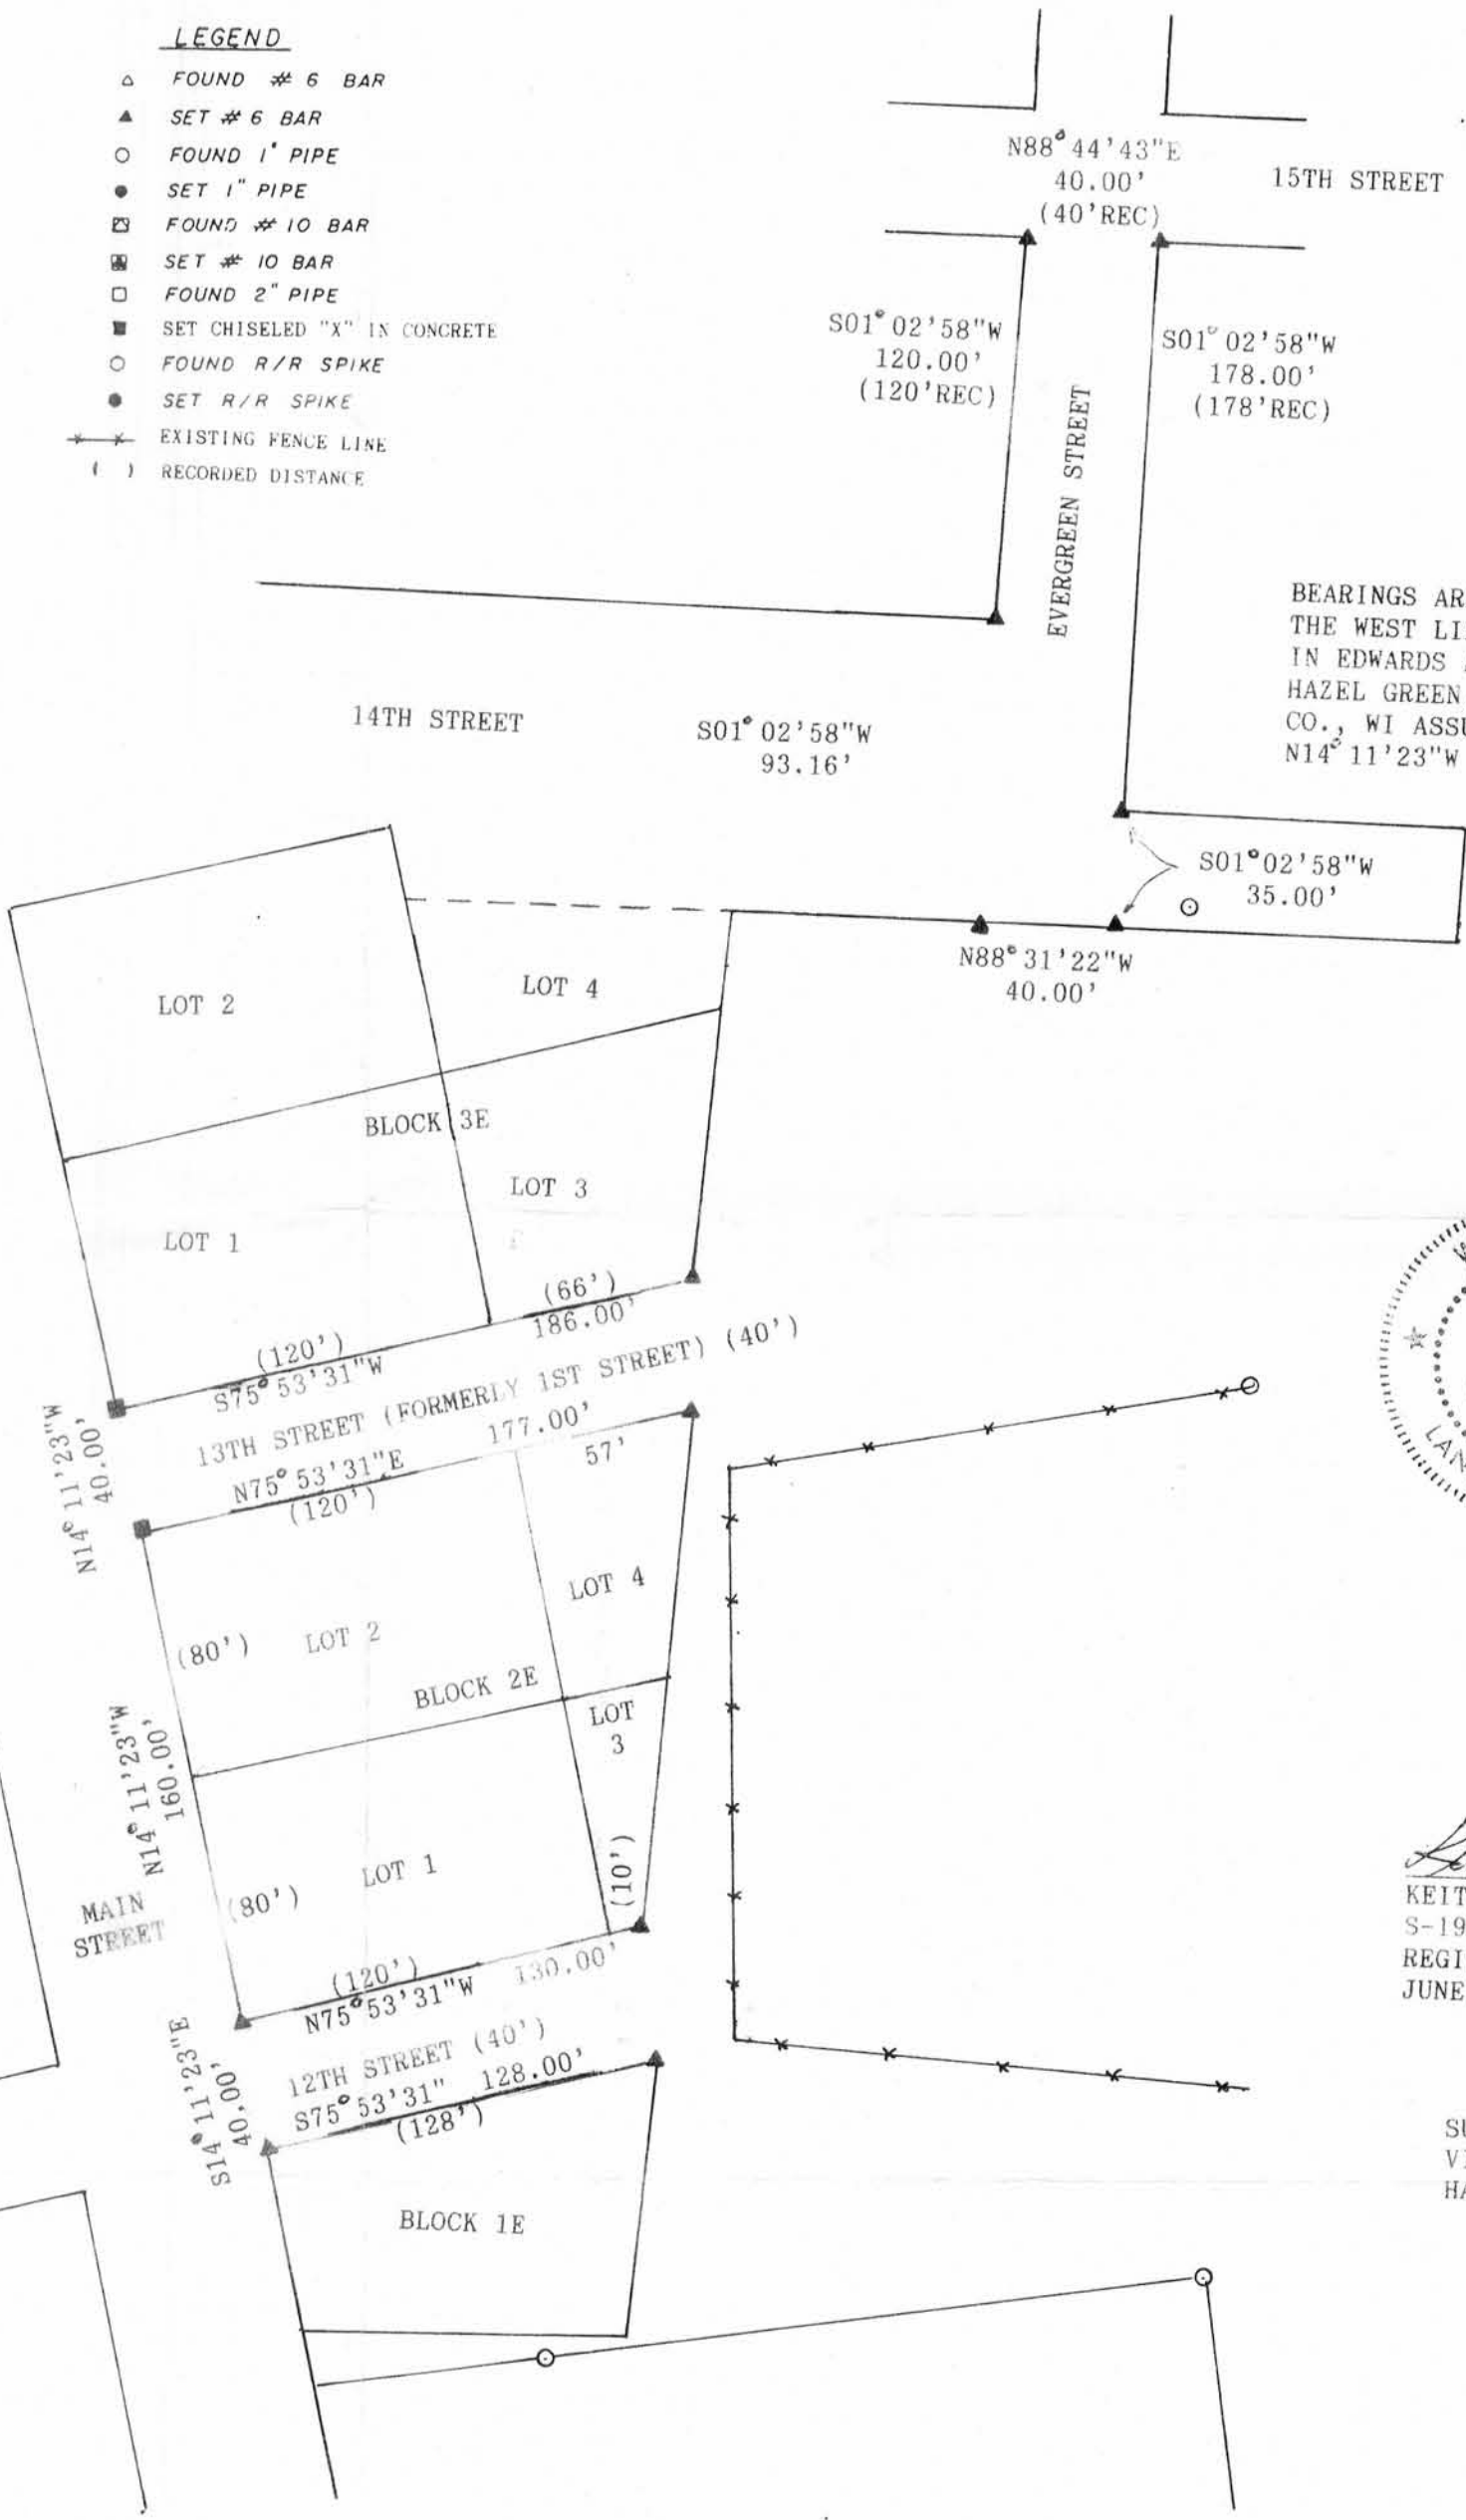 LEGEND
FOUND # 6 BAR
SET # 6 BAR
FOUND 1" PIPE
SET 1" PIPE
FOUND # 10 BAR
SET # 10 BAR
FOUND 2" PIPE
SET CHISELED "X" IN CONCRETE
FOUND R/R SPIKE
SET R/R SPIKE
EXISTING FENCE LINE
( ) RECORDED DISTANCE
N88°44'43"E
40.00'
(40'REC)
15TH STREET
S01°02'58"W
120.00'
(120'REC)
S01°02'58"W
178.00'
(178'REC)
EVERGREEN STREET
BEARINGS AR
THE WEST LI
IN EDWARDS
HAZEL GREEN
CO., WI ASSU
N14°11'23"W
14TH STREET
S01°02'58"W
93.16'
S01°02'58"W
35.00'
N88°31'22"W
40.00'
LOT 2
LOT 4
BLOCK 3E
LOT 3
LOT 1
(66')
186.00'
(120')
S75°53'31"W
13TH STREET (FORMERLY 1ST STREET) (40')
N14°11'23"W
40.00'
177.00'
57'
N75°53'31"E
(120')
LAN
LOT 4
(80')
LOT 2
BLOCK 2E
LOT
3
N14°11'23"W
160.00'
LOT 1
(10')
(80')
MAIN
STREET
(120')
130.00'
N75°53'31"W
KEIT
S-19
REGI
JUNE
12TH STREET (40')
S14°11'23"E
40.00'
S75°53'31" 128.00'
(128')
BLOCK 1E
SU
VI
HA